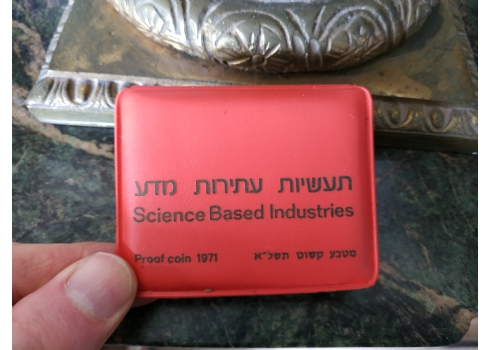 תעשיות עתירות מדע
Science Based Industries
Proof coin 1971 מטבע קשוט תשל"א